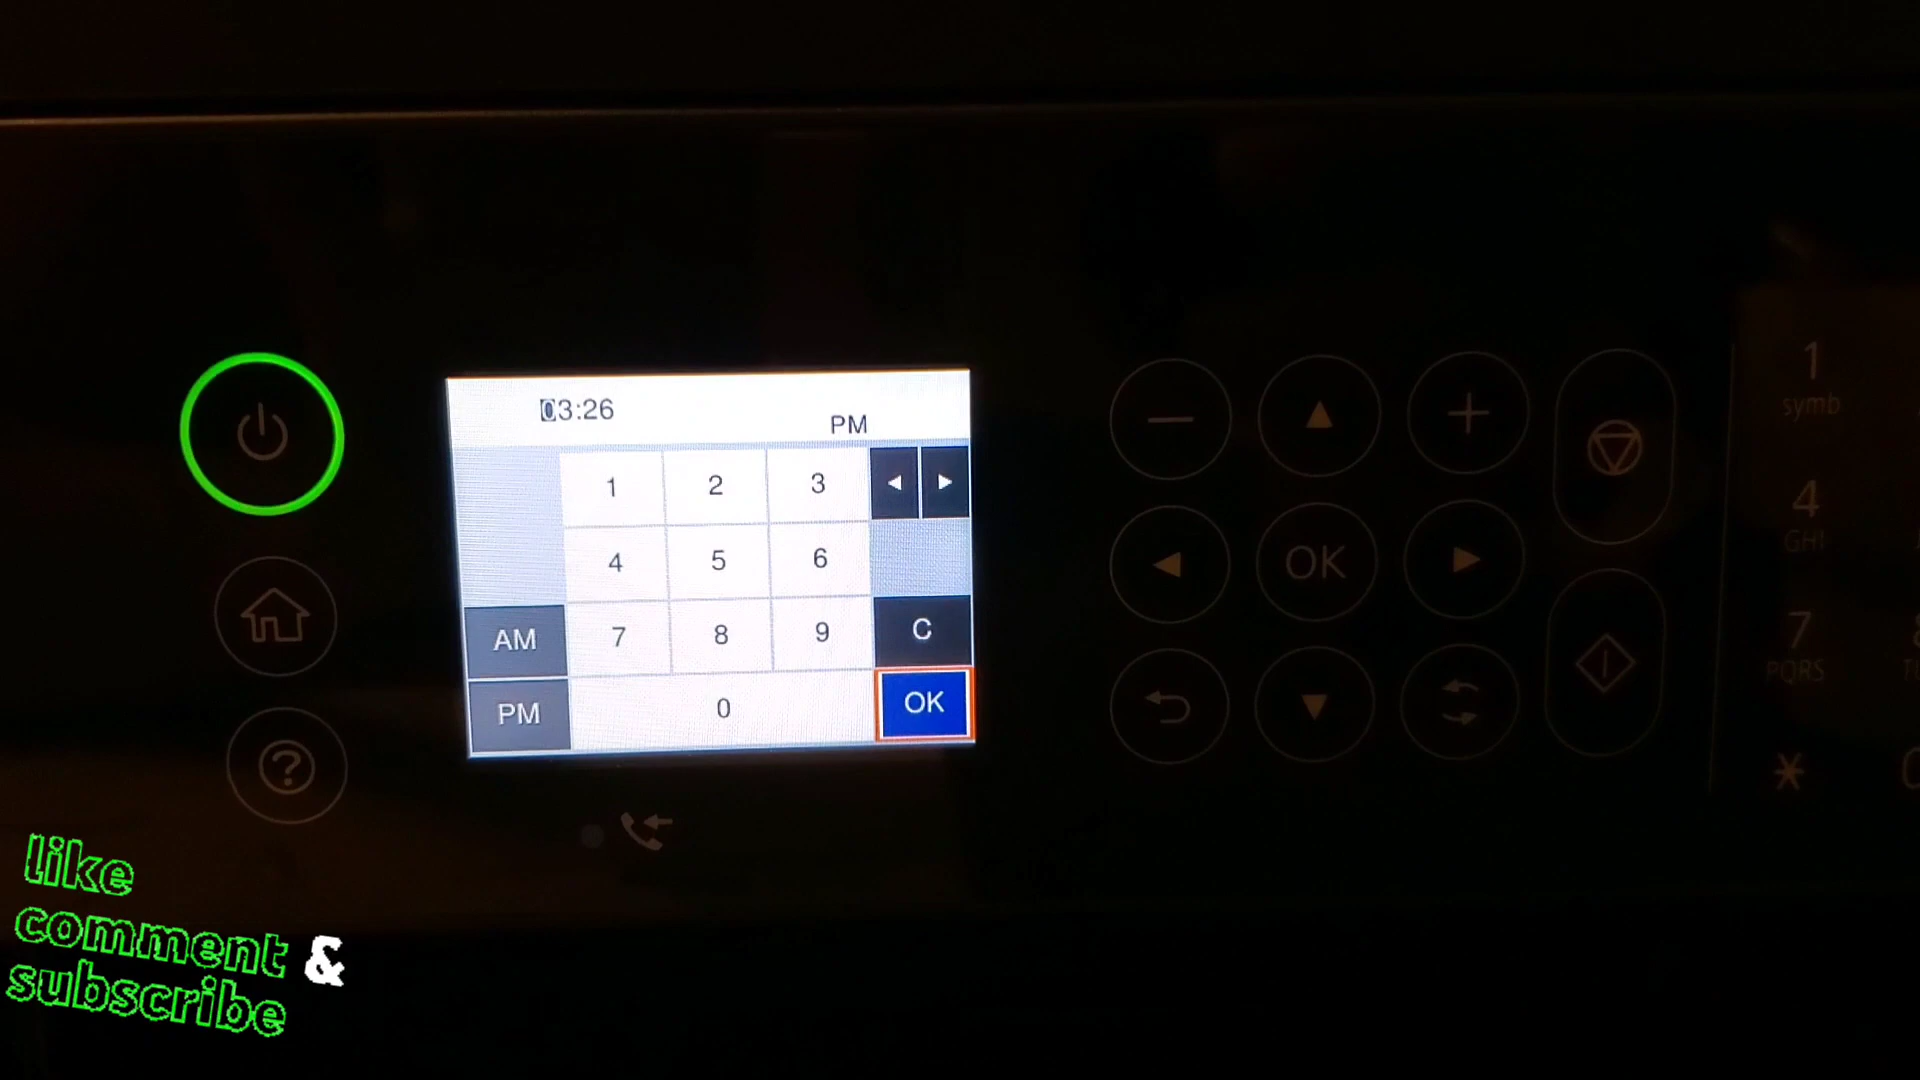 03:26
PM
1 2 3
4 5 6
AM 7 8 9 C
PM 0 OK
OK
1
symb
4
GHI
7
PQRS
*
like
comment &
subscribe